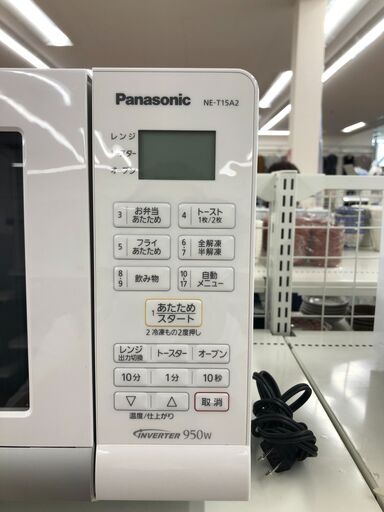 Panasonic
NE-T15A2
レンジ
オーブン
3 お弁当 あたため
4 トースト 1枚/2枚
5 フライ あたため
6 7 全解凍 半解凍
8 9 飲み物
10 17 自動 メニュー
1 あたため スタート
2 冷凍もの2度押し
レンジ 出力切換
トースター
オーブン
10分
1分
10秒
▽
△
取消
温度/仕上がり
INVERTER 950W